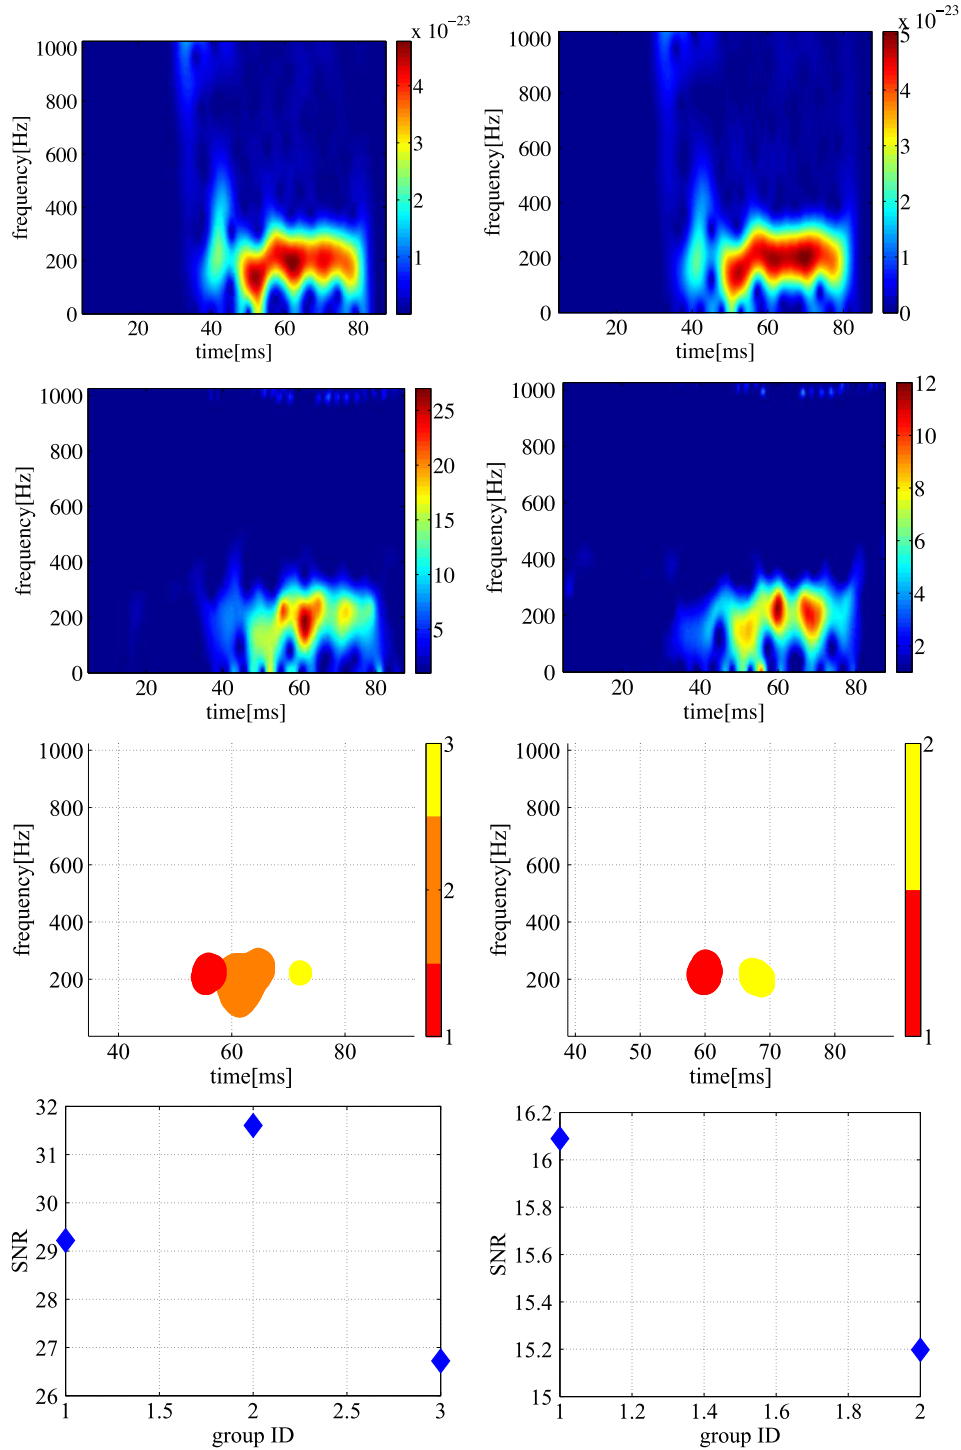 x 10−23
1000
800
600
400
200
0
frequency[Hz]
20 40 60 80
time[ms]
4
3
2
1
x 10−23
1000
800
600
400
200
0
frequency[Hz]
20 40 60 80
time[ms]
5
4
3
2
1
0
1000
800
600
400
200
0
frequency[Hz]
20 40 60 80
time[ms]
25
20
15
10
5
1000
800
600
400
200
0
frequency[Hz]
20 40 60 80
time[ms]
12
10
8
6
4
2
1000
800
600
400
200
frequency[Hz]
40 60 80
time[ms]
3
2
1
1000
800
600
400
200
frequency[Hz]
40 50 60 70 80
time[ms]
2
1
32
31
30
29
28
27
26
SNR
1 1.5 2 2.5 3
group ID
16.2
16
15.8
15.6
15.4
15.2
15
SNR
1 1.2 1.4 1.6 1.8 2
group ID